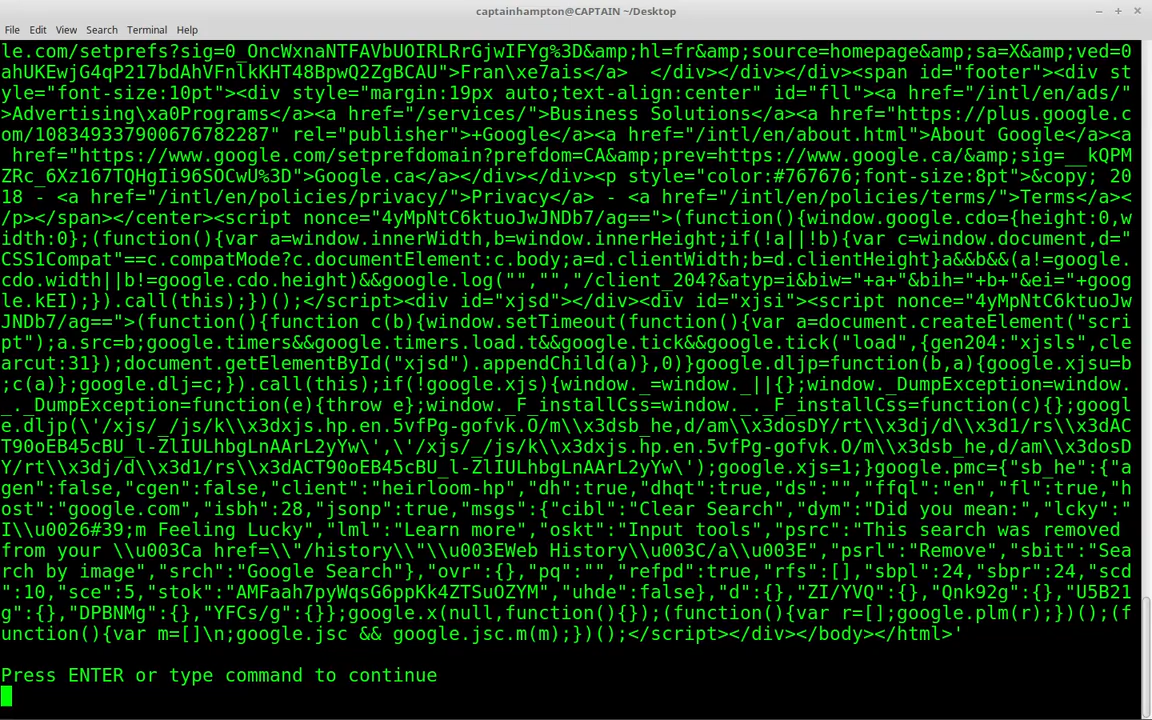 captainhampton@CAPTAIN ~/Desktop
File Edit View Search Terminal Help
le.com/setprefs?sig=0_OncWxnaNTFAVbUOIRLRrGjwIFYg%3D&amp;hl=fr&amp;source=homepage&amp;sa=X&amp;ved=0
ahUKEwjG4qP217bdAhVFnlkKHT48BpwQ2ZgBCAU">Fran\xe7ais</a>  </div></div></div><span id="footer"><div st
yle="font-size:10pt"><div style="margin:19px auto;text-align:center" id="fll"><a href="/intl/en/ads/"
>Advertising\xa0Programs</a><a href="/services/">Business Solutions</a><a href="https://plus.google.c
om/108349337900676782287" rel="publisher">+Google</a><a href="/intl/en/about.html">About Google</a><a
 href="https://www.google.com/setprefdomain?prefdom=CA&amp;prev=https://www.google.ca/&amp;sig=__kQPM
ZRc_6Xz167TQHgIi96SOCwU%3D">Google.ca</a></div></div><p style="color:#767676;font-size:8pt">&copy; 20
18 - <a href="/intl/en/policies/privacy/">Privacy</a> - <a href="/intl/en/policies/terms/">Terms</a><
/p></span></center><script nonce="4yMpNtC6ktuoJwJNDb7/ag==">(function(){window.google.cdo={height:0,w
idth:0};(function(){var a=window.innerWidth,b=window.innerHeight;if(!a||!b){var c=window.document,d="
CSS1Compat"==c.compatMode?c.documentElement:c.body;a=d.clientWidth;b=d.clientHeight}a&&b&&(a!=google.
cdo.width||b!=google.cdo.height)&&google.log("","","/client_204?&atyp=i&biw="+a+"&bih="+b+"&ei="+goog
le.kEI);}).call(this);})();</script><div id="xjsd"></div><div id="xjsi"><script nonce="4yMpNtC6ktuoJw
JNDb7/ag==">(function(){function c(b){window.setTimeout(function(){var a=document.createElement("scri
pt");a.src=b;google.timers&&google.timers.load.t&&google.tick&&google.tick("load",{gen204:"xjsls",cle
arcut:31});document.getElementById("xjsd").appendChild(a)},0)}google.dljp=function(b,a){google.xjsu=b
;c(a)};google.dlj=c;}).call(this);if(!google.xjs){window._=window._||{};window._DumpException=window.
_._DumpException=function(e){throw e};window._F_installCss=window._._F_installCss=function(c){};googl
e.dljp(\'/xjs/_/js/k\\x3dxjs.hp.en.5vfPg-gofvk.O/m\\x3dsb_he,d/am\\x3dosDY/rt\\x3dj/d\\x3d1/rs\\x3dAC
T90oEB45cBU_l-ZlIULhbgLnAArL2yYw\',\'/xjs/_/js/k\\x3dxjs.hp.en.5vfPg-gofvk.O/m\\x3dsb_he,d/am\\x3dosD
Y/rt\\x3dj/d\\x3d1/rs\\x3dACT90oEB45cBU_l-ZlIULhbgLnAArL2yYw\');google.xjs=1;}google.pmc={"sb_he":{"a
gen":false,"cgen":false,"client":"heirloom-hp","dh":true,"dhqt":true,"ds":"","ffql":"en","fl":true,"h
ost":"google.com","isbh":28,"jsonp":true,"msgs":{"cibl":"Clear Search","dym":"Did you mean:","lcky":"
I\\u0026#39;m Feeling Lucky","lml":"Learn more","oskt":"Input tools","psrc":"This search was removed 
from your \\u003Ca href=\\"/history\\"\\u003EWeb History\\u003C/a\\u003E","psrl":"Remove","sbit":"Sea
rch by image","srch":"Google Search"},"ovr":{},"pq":"","refpd":true,"rfs":[],"sbpl":24,"sbpr":24,"scd
":10,"sce":5,"stok":"AMFaah7pyWqsG6ppKk4ZTSuOZYM","uhde":false},"d":{},"ZI/YVQ":{},"Qnk92g":{},"U5B21
g":{},"DPBNMg":{},"YFCs/g":{}};google.x(null,function(){});(function(){var r=[];google.plm(r);})();(f
unction(){var m=[]\n;google.jsc && google.jsc.m(m);})();</script></div></body></html>'
Press ENTER or type command to continue